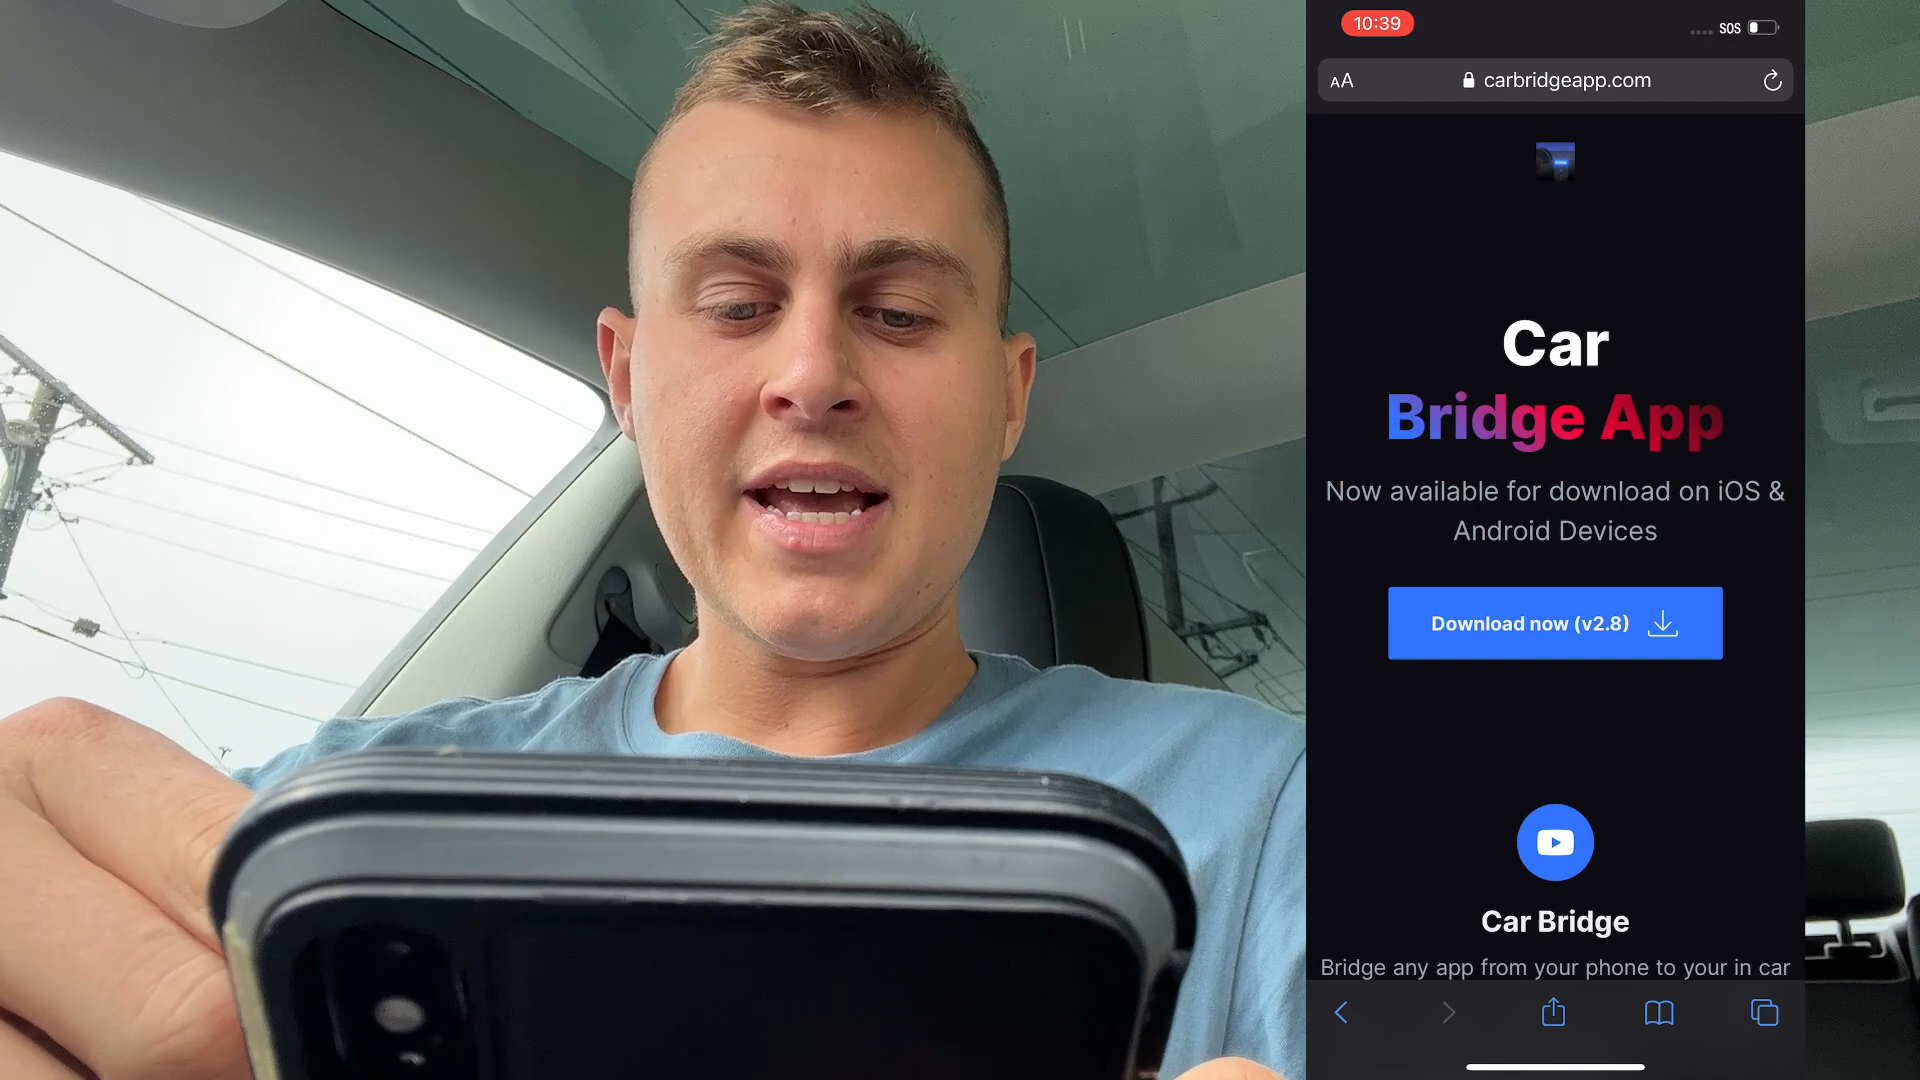 10:39
SOS
AA
carbridgeapp.com
Car
Bridge App
Now available for download on iOS &
Android Devices
Download now (v2.8)
Car Bridge
Bridge any app from your phone to your in car